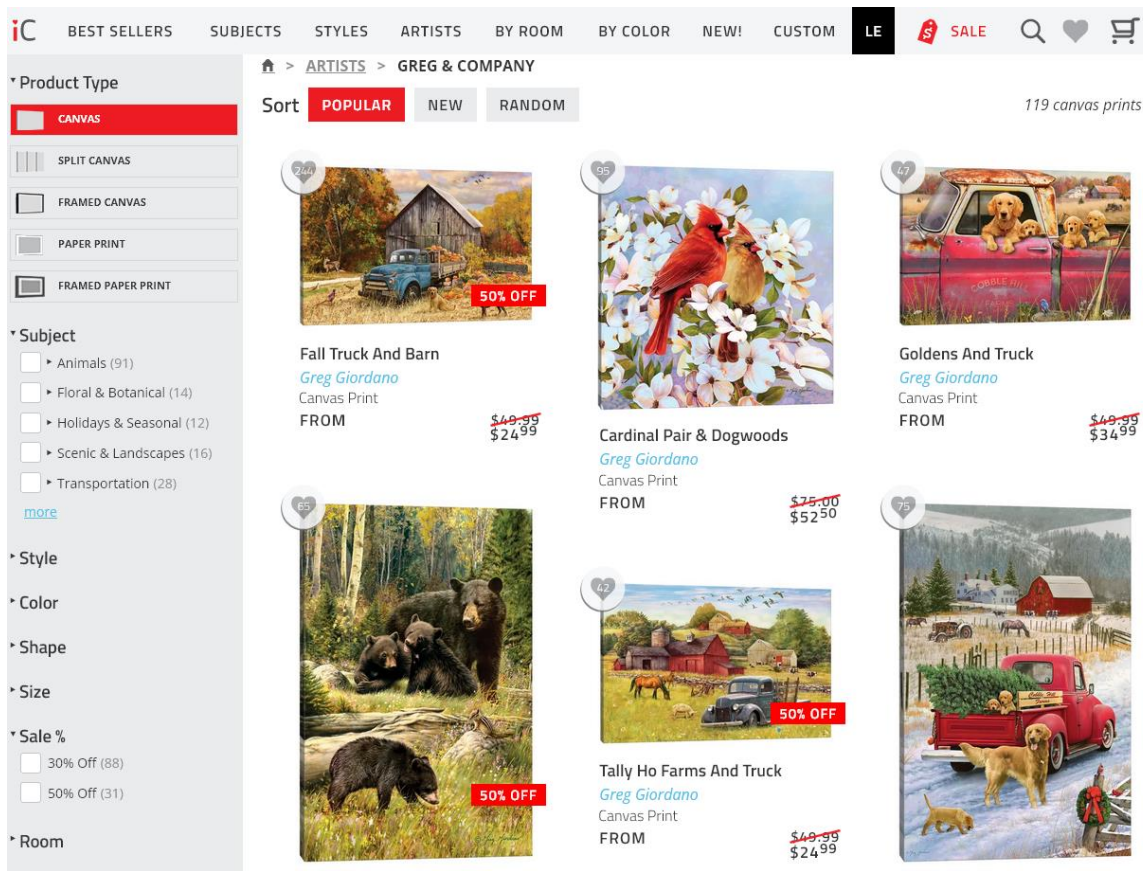 iC BEST SELLERS SUBJECTS STYLES ARTISTS BY ROOM BY COLOR NEW! CUSTOM LE $ SALE
> ARTISTS > GREG & COMPANY
Sort POPULAR NEW RANDOM
119 canvas prints
Product Type
CANVAS
SPLIT CANVAS
FRAMED CANVAS
PAPER PRINT
FRAMED PAPER PRINT
Subject
Animals (91)
Floral & Botanical (14)
Holidays & Seasonal (12)
Scenic & Landscapes (16)
Transportation (28)
more
Style
Color
Shape
Size
Sale %
30% Off (88)
50% Off (31)
Room
244
50% OFF
Fall Truck And Barn
Greg Giordano
Canvas Print
FROM
$49.99
$24.99
95
Cardinal Pair & Dogwoods
Greg Giordano
Canvas Print
FROM
$75.00
$52.50
47
COBBLE HILL
Goldens And Truck
Greg Giordano
Canvas Print
FROM
$49.99
$34.99
65
50% OFF
42
50% OFF
Tally Ho Farms And Truck
Greg Giordano
Canvas Print
FROM
$49.99
$24.99
75
Cobble Hill